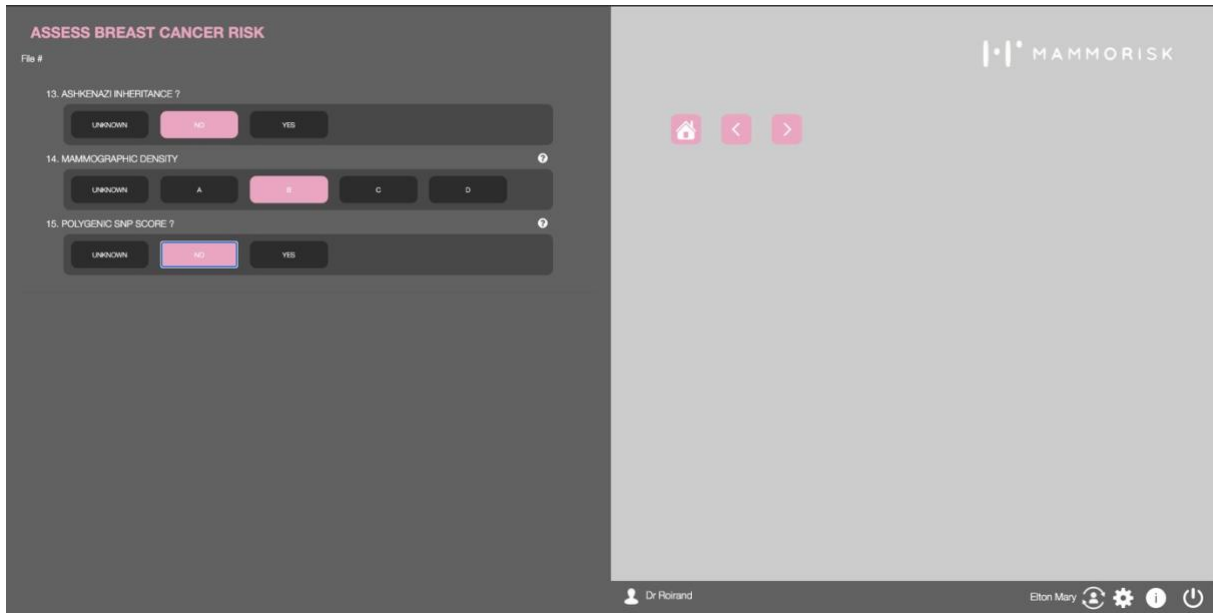 ASSESS BREAST CANCER RISK
File #
13. ASHKENAZI INHERITANCE ?
UNKNOWN NO YES
14. MAMMOGRAPHIC DENSITY ?
UNKNOWN A B C D
15. POLYGENIC SNP SCORE ? ?
UNKNOWN NO YES
MAMMORISK
Dr Roirand
Elton Mary